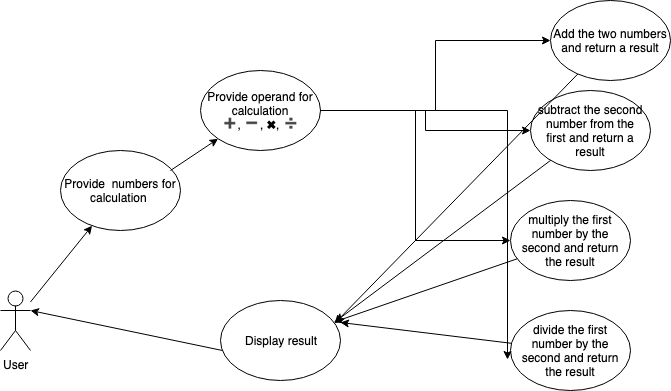 Add the two numbers
and return a result
Provide operand for
calculation
➕, ➖, ✖, ➗
subtract the second
number from the
first and return a
result
Provide  numbers for
calculation
multiply the first
number by the
second and return
the result
Display result
divide the first
number by the
second and return
the result
User